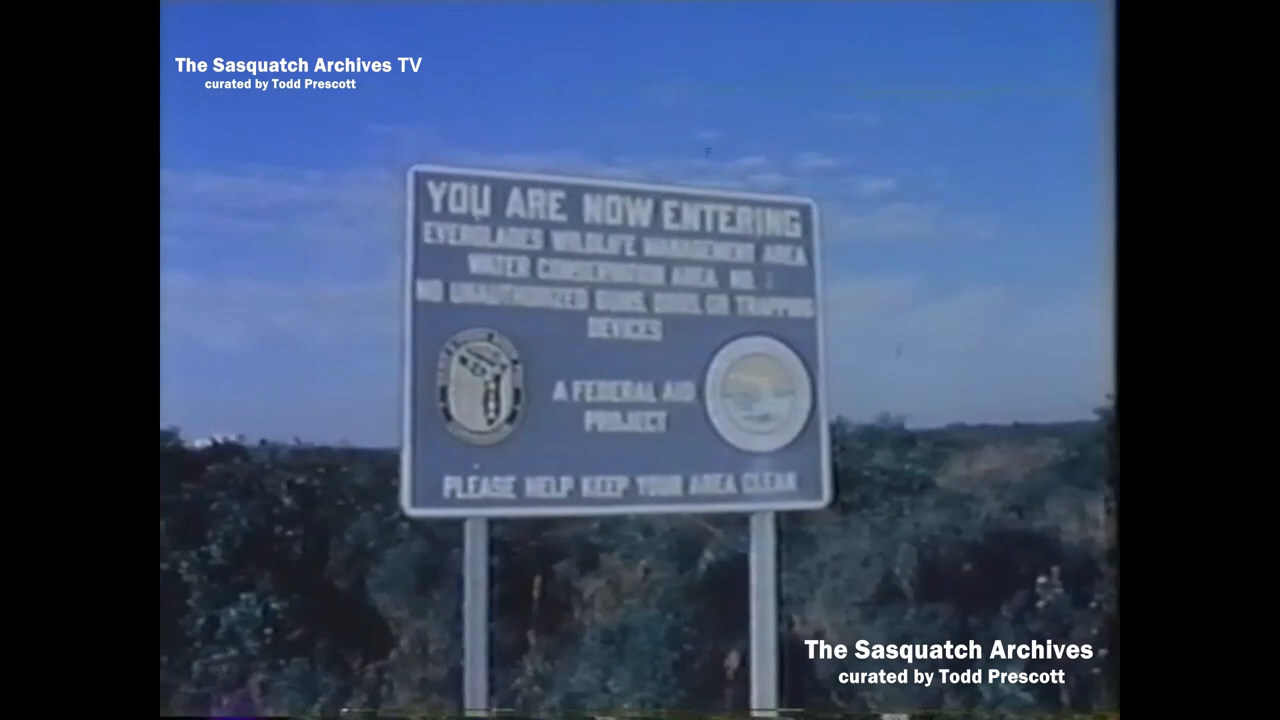 The Sasquatch Archives TV
curated by Todd Prescott
YOU ARE NOW ENTERING
EVERGLADES WILDLIFE MANAGEMENT AREA
WATER CONSERVATION AREA NO.
NO UNAUTHORIZED GUNS, OR TRAPPING
DEVICES
A FEDERAL AID
PROJECT
PLEASE HELP KEEP YOUR AREA CLEAN
The Sasquatch Archives
curated by Todd Prescott